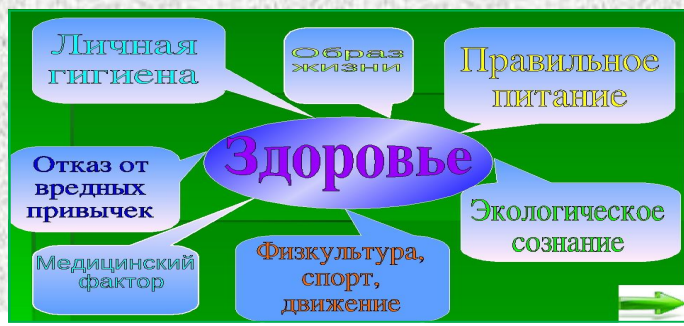 Личная
гигиена
Образ
жизни
Правильное
питание
Здоровье
Отказ от
вредных
привычек
Экологическое
сознание
Медицинский
фактор
Физкультура,
спорт,
движение